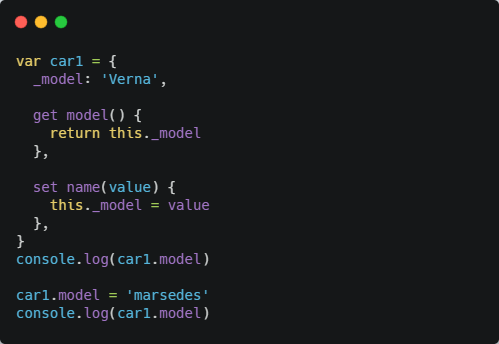 var car1 = {
  _model: 'Verna',
  get model() {
    return this._model
  },
  set name(value) {
    this._model = value
  },
}
console.log(car1.model)
car1.model = 'marsedes'
console.log(car1.model)